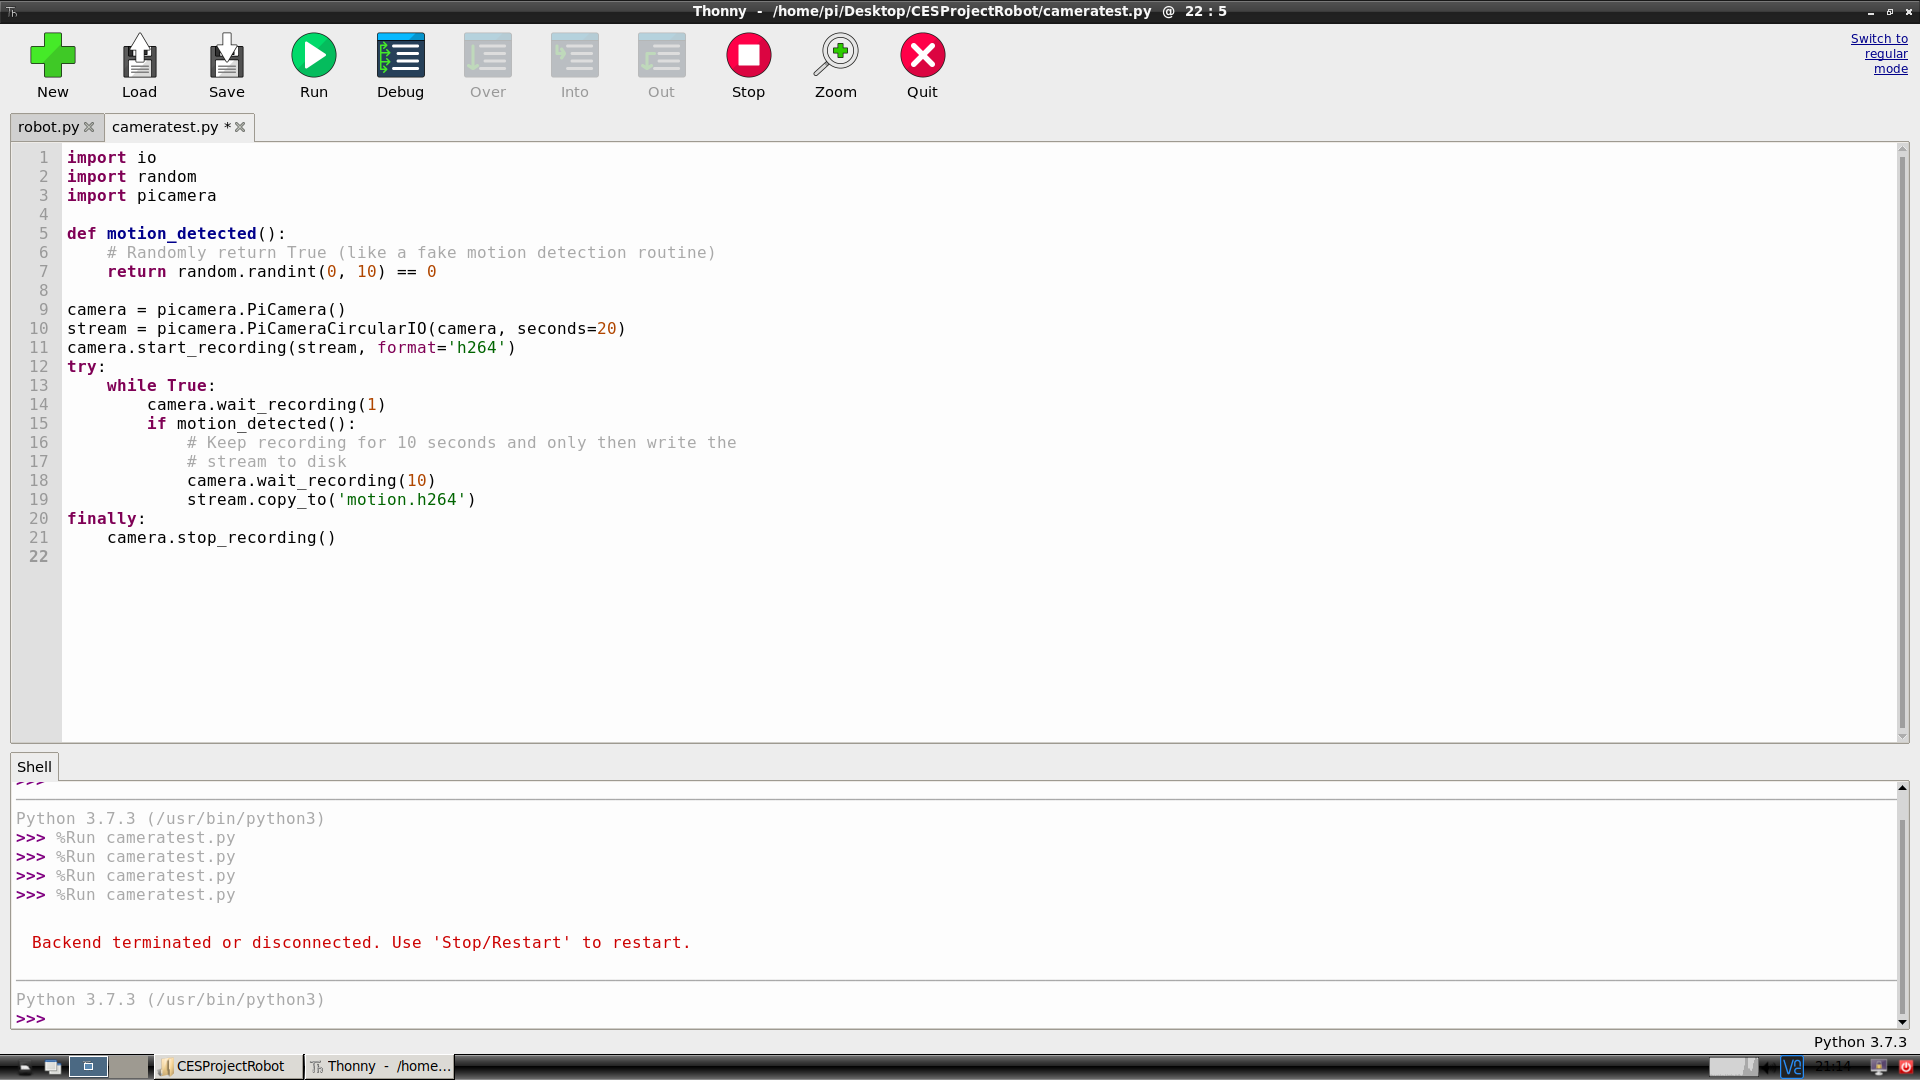 Thonny - /home/pi/Desktop/CESProjectRobot/cameratest.py @ 22 : 5
New
Load
Save
Run
Debug
Over
Into
Out
Stop
Zoom
Quit
Switch to
regular
mode
robot.py
cameratest.py *
1 import io
2 import random
3 import picamera
4
5 def motion_detected():
6     # Randomly return True (like a fake motion detection routine)
7     return random.randint(0, 10) == 0
8
9 camera = picamera.PiCamera()
10 stream = picamera.PiCameraCircularIO(camera, seconds=20)
11 camera.start_recording(stream, format='h264')
12 try:
13     while True:
14         camera.wait_recording(1)
15         if motion_detected():
16             # Keep recording for 10 seconds and only then write the
17             # stream to disk
18             camera.wait_recording(10)
19             stream.copy_to('motion.h264')
20 finally:
21     camera.stop_recording()
22
Shell
>>>
Python 3.7.3 (/usr/bin/python3)
>>> %Run cameratest.py
>>> %Run cameratest.py
>>> %Run cameratest.py
>>> %Run cameratest.py
Backend terminated or disconnected. Use 'Stop/Restart' to restart.
Python 3.7.3 (/usr/bin/python3)
>>>
Python 3.7.3
CESProjectRobot
Thonny - /home...
21:14